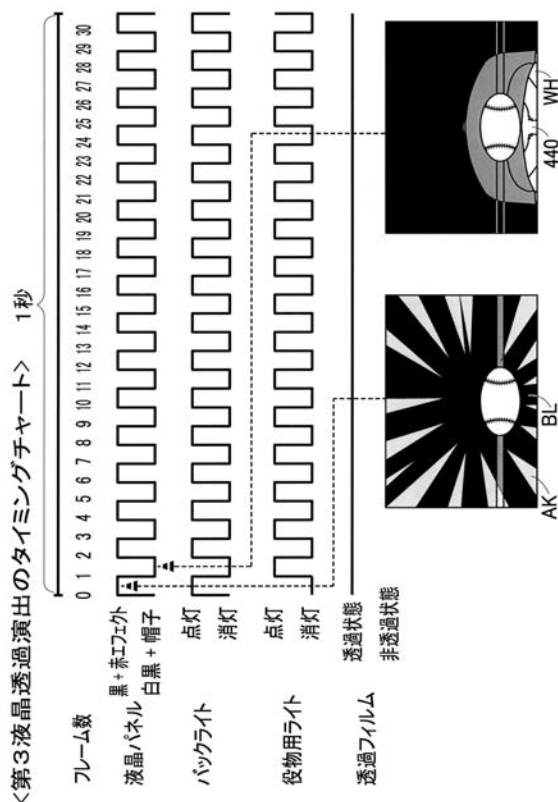 <第3液晶透過演出のタイミングチャート>
1秒
フレーム数 0 1 2 3 4 5 6 7 8 9 10 11 12 13 14 15 16 17 18 19 20 21 22 23 24 25 26 27 28 29 30
液晶パネル
黒+赤エフェクト
白黒+帽子
バックライト
点灯
消灯
役物用ライト
点灯
消灯
透過フィルム
透過状態
非透過状態
AK BL 440 WH